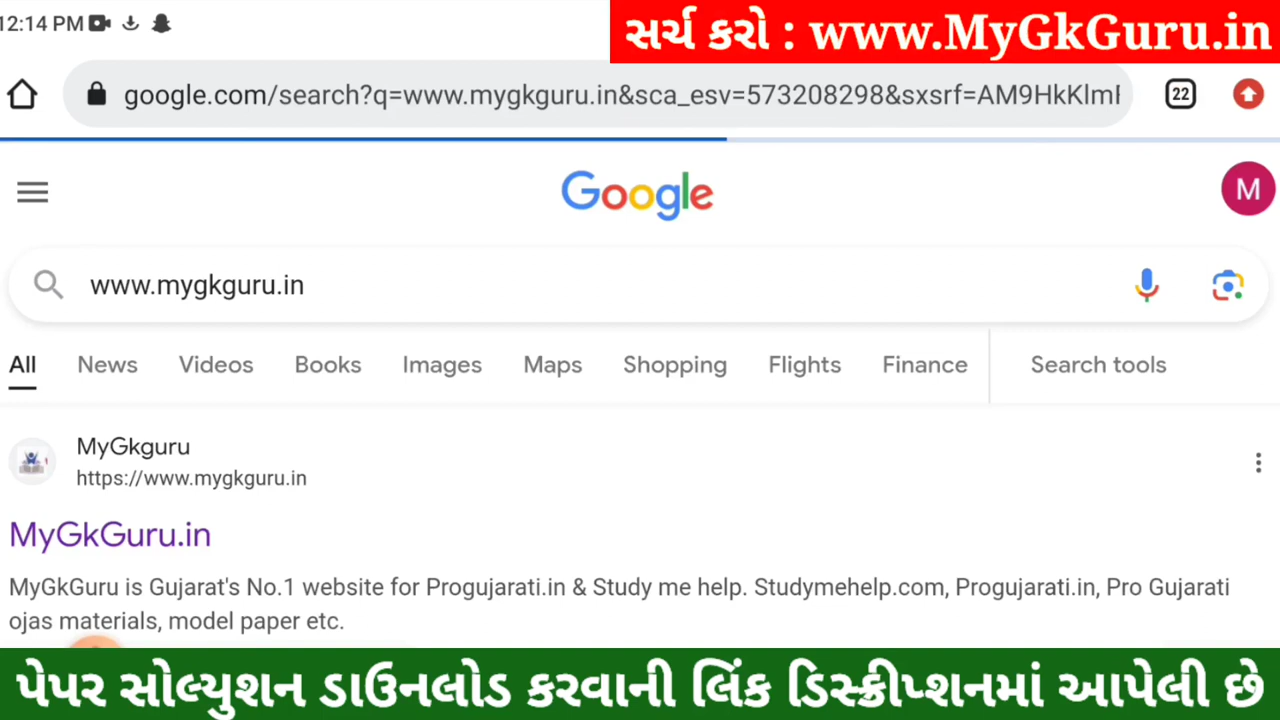 12:14 PM
સર્ચ કરો : www.MyGkGuru.in
google.com/search?q=www.mygkguru.in&sca_esv=573208298&sxsrf=AM9HkKlm
22
Google
M
www.mygkguru.in
All News Videos Books Images Maps Shopping Flights Finance Search tools
MyGkguru
https://www.mygkguru.in
MyGkGuru.in
MyGkGuru is Gujarat's No.1 website for Progujarati.in & Study me help. Studymehelp.com, Progujarati.in, Pro Gujarati
ojas materials, model paper etc.
પેપર સોલ્યુશન ડાઉનલોડ કરવાની લિંક ડિસ્ક્રીપ્શનમાં આપેલી છે